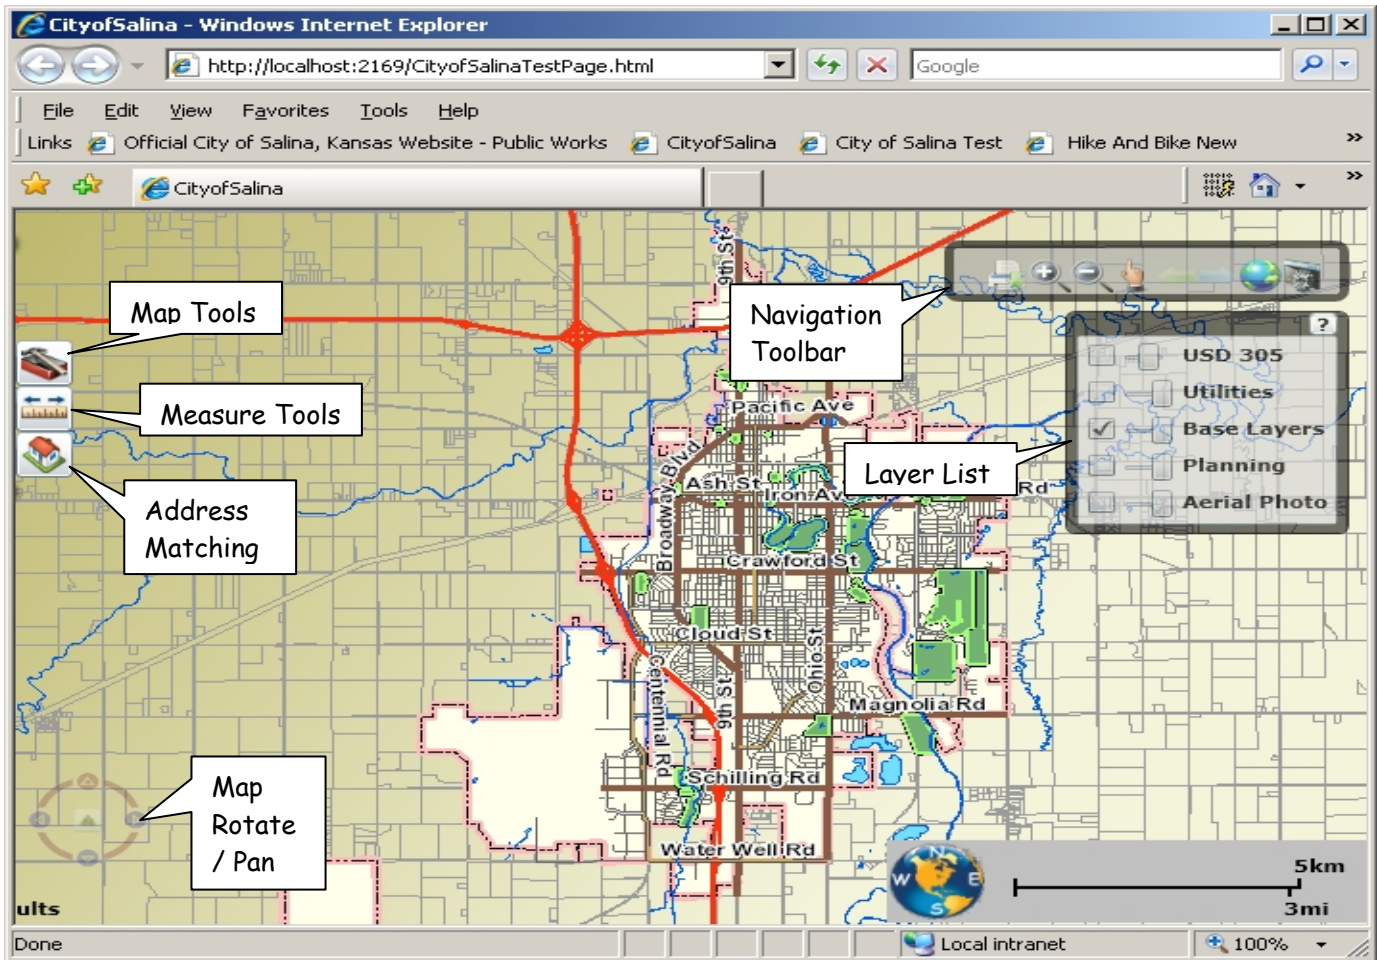 CityofSalina - Windows Internet Explorer
http://localhost:2169/CityofSalinaTestPage.html
Google
File Edit View Favorites Tools Help
Links Official City of Salina, Kansas Website - Public Works CityofSalina City of Salina Test Hike And Bike New »
CityofSalina »
9th St
Map Tools
Navigation
Toolbar
?
USD 305
Utilities
Base Layers
Planning
Aerial Photo
Measure Tools
Pacific Ave
Broadway Blvd
Layer List
Ash St
Iron Av
Rd
Address
Matching
Crawford St
Cloud St
Ohio St
Centennial Rd
9th St
Magnolia Rd
Schilling Rd
Map
Rotate
/ Pan
Water Well Rd
N
W E
S
5km
3mi
ults
Done Local intranet 100%